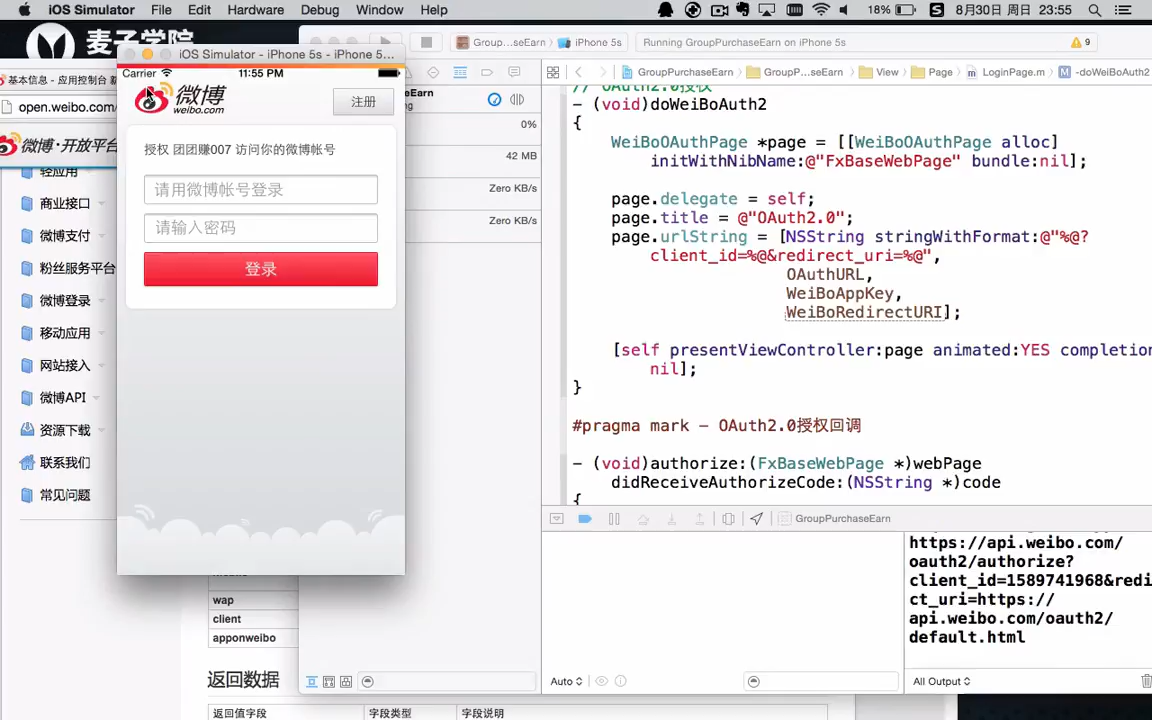 iOS Simulator File Edit Hardware Debug Window Help 18% 8月30日 周日 23:55
麦子学院
iOS Simulator - iPhone 5s - iPhone 5...
Group...seEarn iPhone 5s
Running GroupPurchaseEarn on iPhone 5s
9
基本信息 - 应用控制台
open.weibo.com/
微博·开放平台
轻应用
商业接口
微博支付
粉丝服务平台
微博登录
移动应用
网站接入
微博API
资源下载
联系我们
常见问题
Carrier 11:55 PM
微博
weibo.com
注册
授权 团团赚007 访问你的微博帐号
请用微博帐号登录
请输入密码
登录
wap
client
apponweibo
返回数据
返回值字段 字段类型 字段说明
0%
42 MB
Zero KB/s
Zero KB/s
GroupPurchaseEarn GroupP...seEarn View Page LoginPage.m -doWeiBoAuth2
// OAuth2.0授权
- (void)doWeiBoAuth2
{
WeiBoOAuthPage *page = [[WeiBoOAuthPage alloc]
initWithNibName:@"FxBaseWebPage" bundle:nil];
page.delegate = self;
page.title = @"OAuth2.0";
page.urlString = [NSString stringWithFormat:@"%@?
client_id=%@&redirect_uri=%@",
OAuthURL,
WeiBoAppKey,
WeiBoRedirectURI];
[self presentViewController:page animated:YES completion
nil];
}
#pragma mark - OAuth2.0授权回调
- (void)authorize:(FxBaseWebPage *)webPage
didReceiveAuthorizeCode:(NSString *)code
{
GroupPurchaseEarn
https://api.weibo.com/
oauth2/authorize?
client_id=1589741968&redi
ct_uri=https://
api.weibo.com/oauth2/
default.html
Auto
All Output